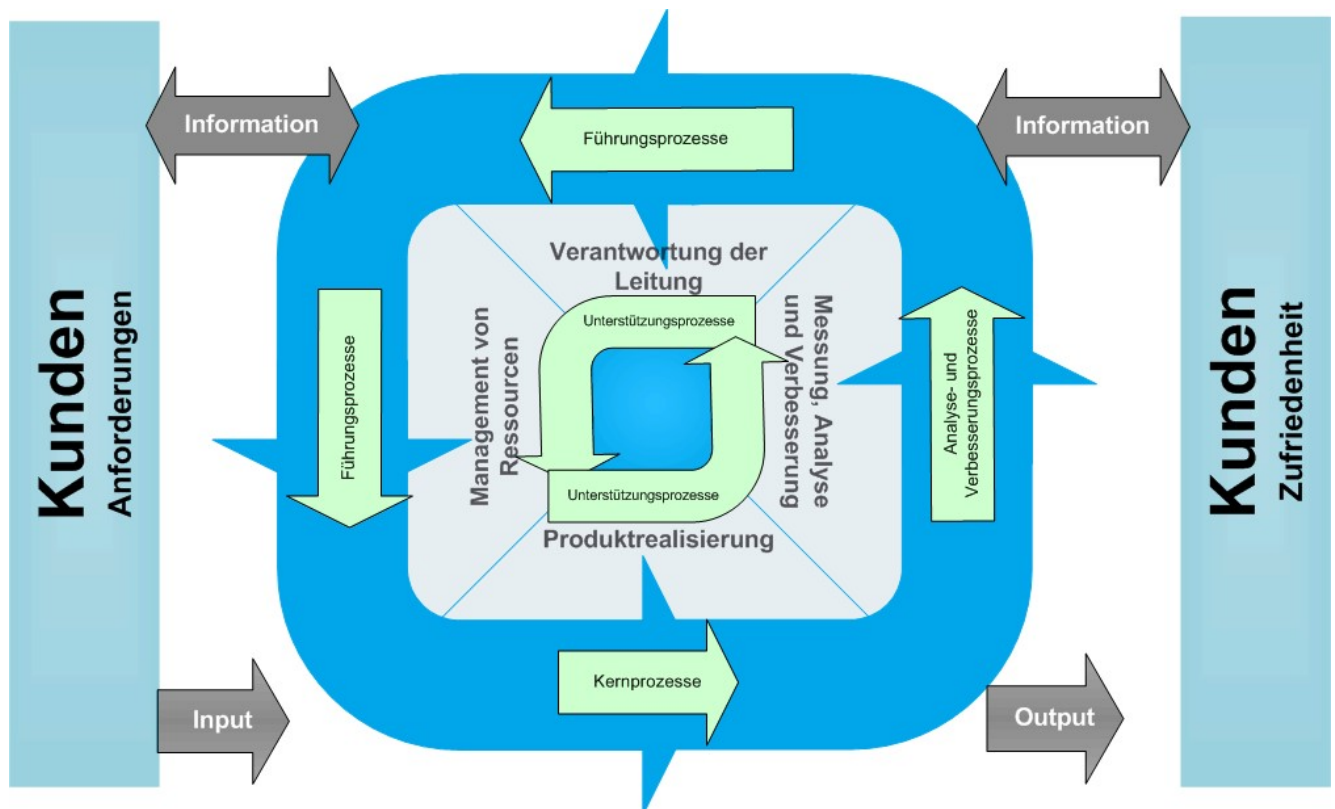 Kunden
Anforderungen
Information
Führungsprozesse
Information
Verantwortung der
Leitung
Führungsprozesse
Management von
Ressourcen
Unterstützungsprozesse
Unterstützungsprozesse
Messung, Analyse
und Verbesserung
Analyse- und
Verbesserungsprozesse
Produktrealisierung
Kernprozesse
Input
Output
Kunden
Zufriedenheit